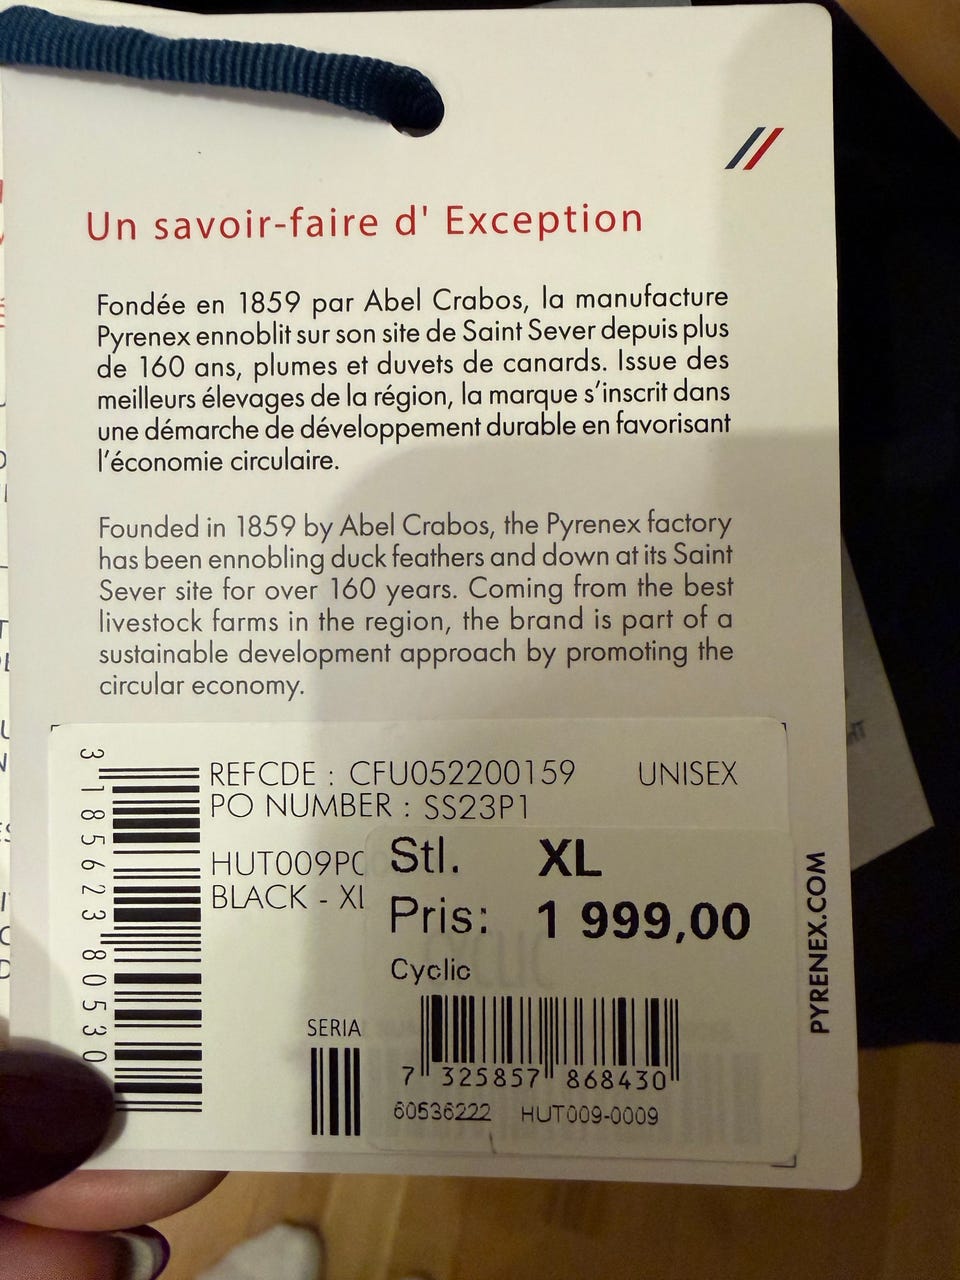 Un savoir-faire d' Exception
Fondée en 1859 par Abel Crabos, la manufacture
Pyrenex ennoblit sur son site de Saint Sever depuis plus
de 160 ans, plumes et duvets de canards. Issue des
meilleurs élevages de la région, la marque s'inscrit dans
une démarche de développement durable en favorisant
l'économie circulaire.
Founded in 1859 by Abel Crabos, the Pyrenex factory
has been ennobling duck feathers and down at its Saint
Sever site for over 160 years. Coming from the best
livestock farms in the region, the brand is part of a
sustainable development approach by promoting the
circular economy.
3 185623 805300
REFCDE : CFU052200159 UNISEX
PO NUMBER : SS23P1
HUT009P
BLACK - X
Stl. XL
Pris: 1 999,00
Cyclic
SERIA
7 325857 868430
60536222 HUT009-0009
PYRENEX.COM